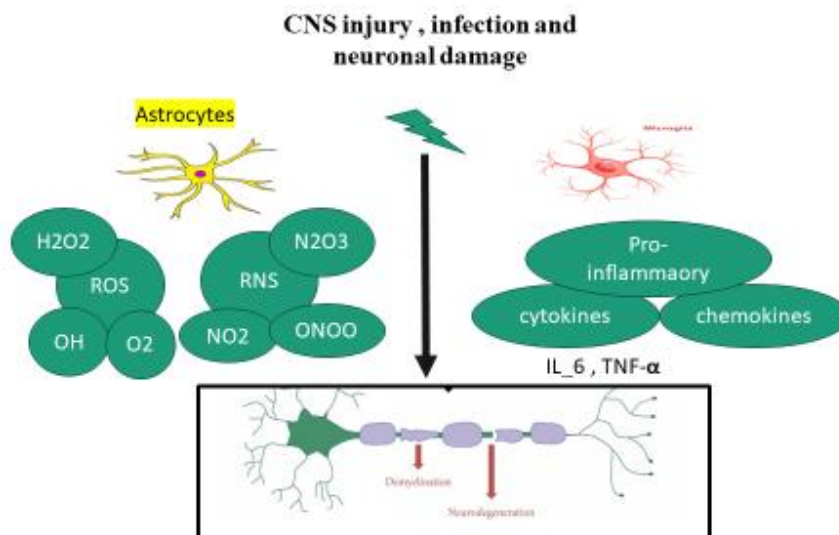 CNS injury , infection and
neuronal damage
Astrocytes
Microglia
H2O2
ROS
OH
O2
N2O3
RNS
NO2
ONOO
Pro-
inflammaory
cytokines
chemokines
IL_6 , TNF-α
Demyelination
Neurodegeneration